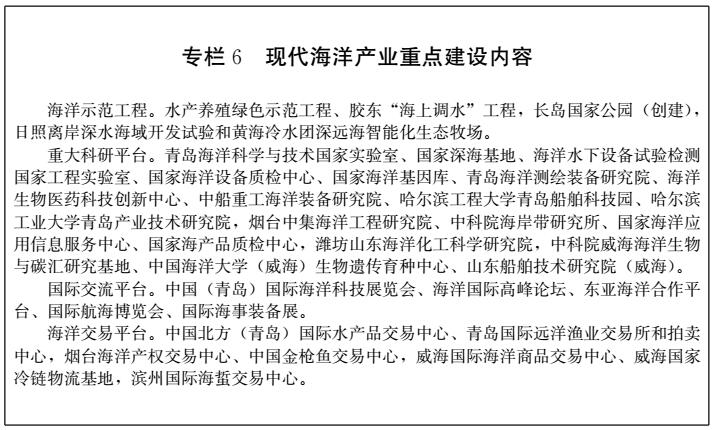 专栏 6 现代海洋产业重点建设内容
海洋示范工程。水产养殖绿色示范工程、胶东“海上调水”工程，长岛国家公园（创建），
日照离岸深水海域开发试验和黄海冷水团深远海智能化生态牧场。
重大科研平台。青岛海洋科学与技术国家实验室、国家深海基地、海洋水下设备试验检测
国家工程实验室、国家海洋设备质检中心、国家海洋基因库、青岛海洋测绘装备研究院、海洋
生物医药科技创新中心、中船重工海洋装备研究院、哈尔滨工程大学青岛船舶科技园、哈尔滨
工业大学青岛产业技术研究院，烟台中集海洋工程研究院、中科院海岸带研究所、国家海洋应
用信息服务中心、国家海产品质检中心，潍坊山东海洋化工科学研究院，中科院威海海洋生物
与碳汇研究基地、中国海洋大学（威海）生物遗传育种中心、山东船舶技术研究院（威海）。
国际交流平台。中国（青岛）国际海洋科技展览会、海洋国际高峰论坛、东亚海洋合作平
台、国际航海博览会、国际海事装备展。
海洋交易平台。中国北方（青岛）国际水产品交易中心、青岛国际远洋渔业交易所和拍卖
中心，烟台海洋产权交易中心、中国金枪鱼交易中心，威海国际海洋商品交易中心、威海国家
冷链物流基地，滨州国际海蜇交易中心。